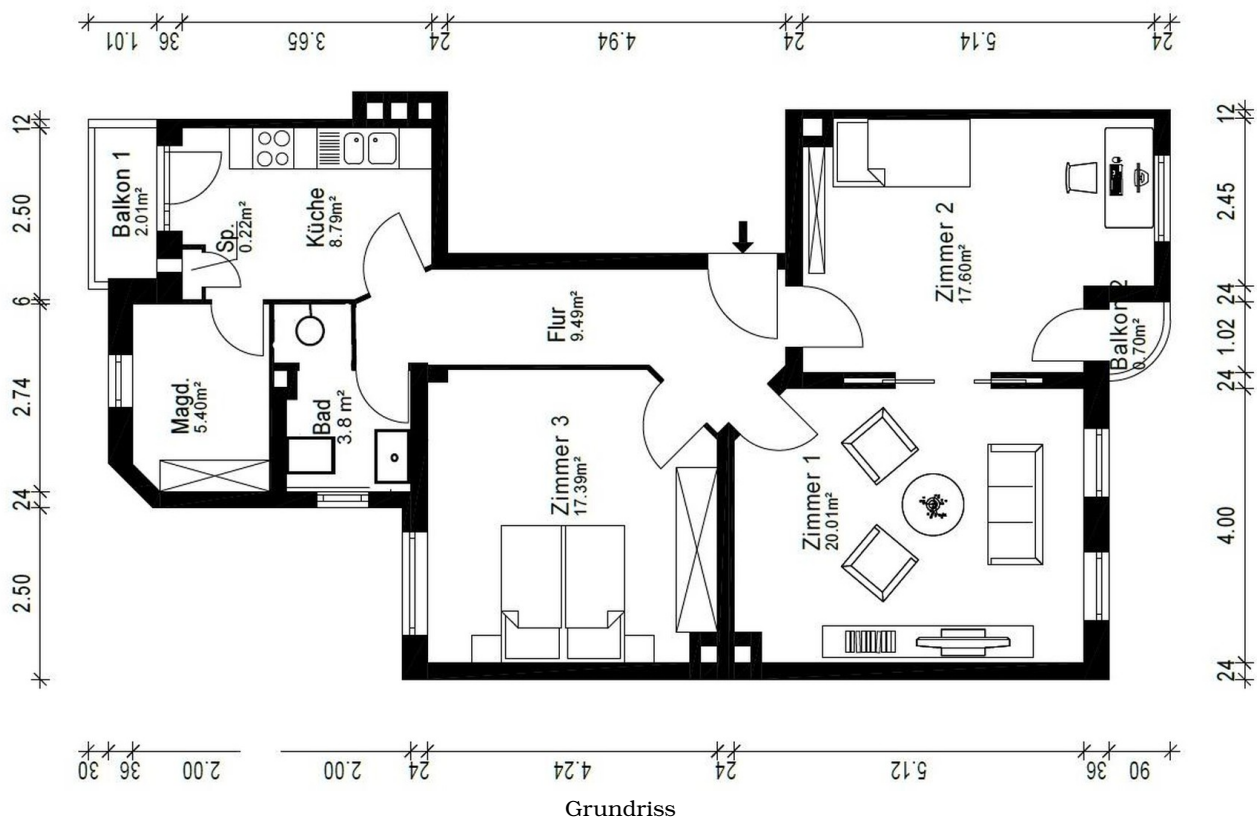 1.01
36
3.65
24
4.94
24
5.14
24
12
2.50
6
2.74
24
2.50
12
2.45
24
1.02
24
4.00
24
Balkon 1
2.01m²
Sp.
0.22m²
Küche
8.79m²
Flur
9.49m²
Zimmer 2
17.60m²
Balkon 2
0.70m²
Magd.
5.40m²
Bad
3.8 m²
Zimmer 3
17.39m²
Zimmer 1
20.01m²
30
36
2.00
2.00
24
4.24
24
5.12
36
90
Grundriss